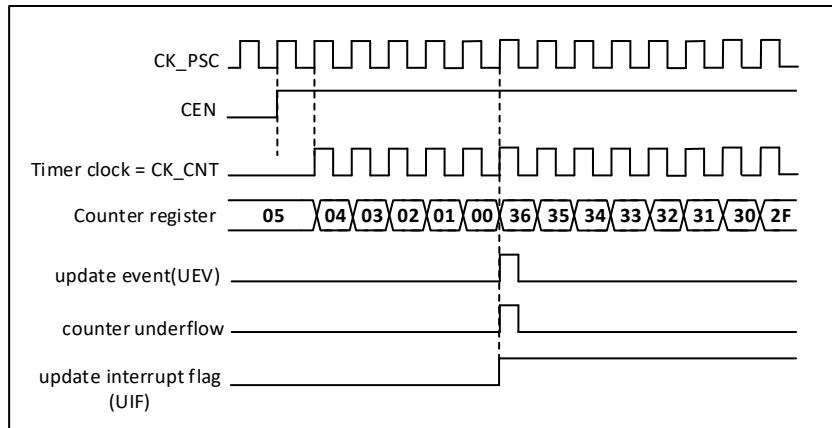 CK_PSC
CEN
Timer clock = CK_CNT
Counter register 05 04 03 02 01 00 36 35 34 33 32 31 30 2F
update event(UEV)
counter underflow
update interrupt flag
(UIF)